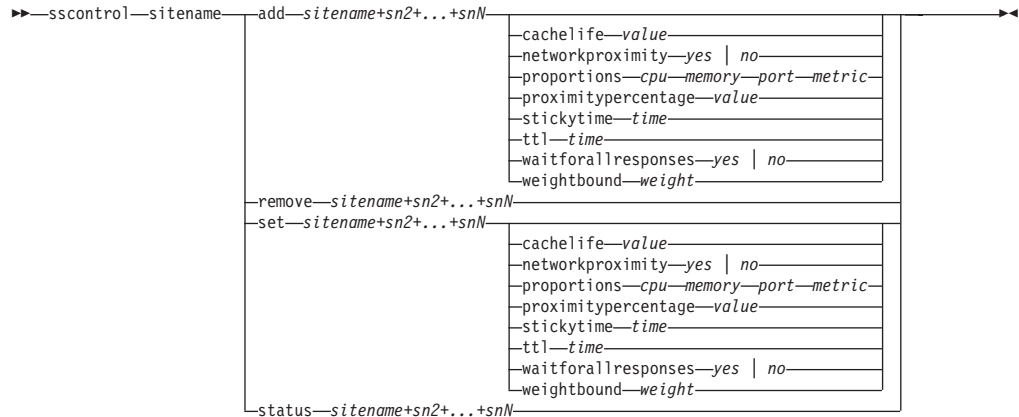 sscontrol sitename add sitename+sn2+...+snN
cachelife value
networkproximity yes | no
proportions cpu memory port metric
proximitypercentage value
stickytime time
ttl time
waitforallresponses yes | no
weightbound weight
remove sitename+sn2+...+snN
set sitename+sn2+...+snN
cachelife value
networkproximity yes | no
proportions cpu memory port metric
proximitypercentage value
stickytime time
ttl time
waitforallresponses yes | no
weightbound weight
status sitename+sn2+...+snN